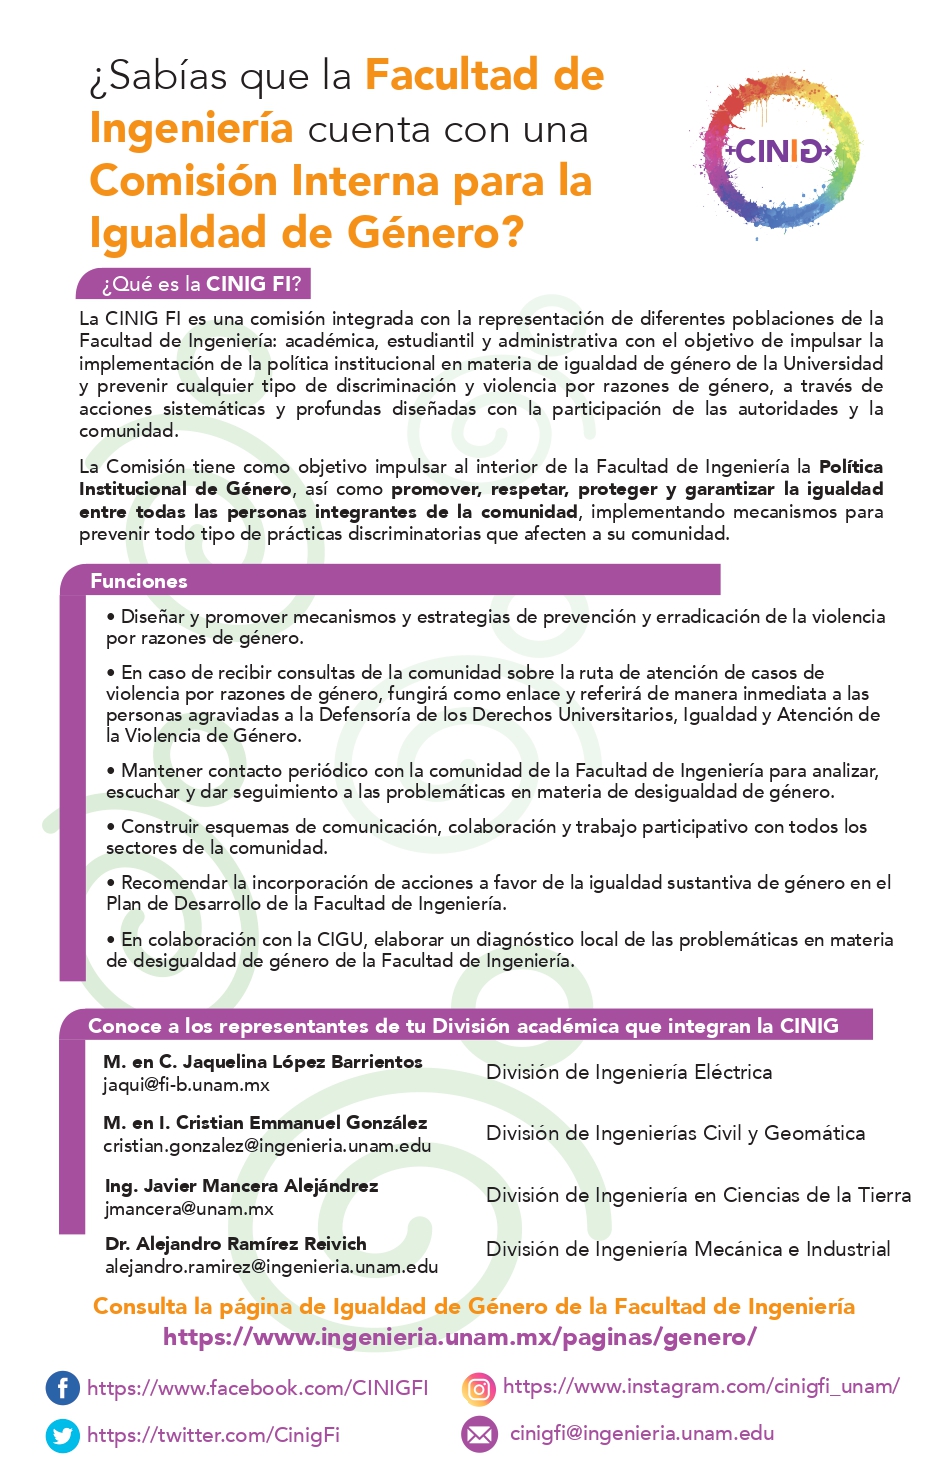 ¿Sabías que la Facultad de
Ingeniería cuenta con una
Comisión Interna para la
Igualdad de Género?
CINIG
¿Qué es la CINIG FI?
La CINIG FI es una comisión integrada con la representación de diferentes poblaciones de la
Facultad de Ingeniería: académica, estudiantil y administrativa con el objetivo de impulsar la
implementación de la política institucional en materia de igualdad de género de la Universidad
y prevenir cualquier tipo de discriminación y violencia por razones de género, a través de
acciones sistemáticas y profundas diseñadas con la participación de las autoridades y la
comunidad.
La Comisión tiene como objetivo impulsar al interior de la Facultad de Ingeniería la Política
Institucional de Género, así como promover, respetar, proteger y garantizar la igualdad
entre todas las personas integrantes de la comunidad, implementando mecanismos para
prevenir todo tipo de prácticas discriminatorias que afecten a su comunidad.
Funciones
• Diseñar y promover mecanismos y estrategias de prevención y erradicación de la violencia
por razones de género.
• En caso de recibir consultas de la comunidad sobre la ruta de atención de casos de
violencia por razones de género, fungirá como enlace y referirá de manera inmediata a las
personas agraviadas a la Defensoría de los Derechos Universitarios, Igualdad y Atención de
la Violencia de Género.
• Mantener contacto periódico con la comunidad de la Facultad de Ingeniería para analizar,
escuchar y dar seguimiento a las problemáticas en materia de desigualdad de género.
• Construir esquemas de comunicación, colaboración y trabajo participativo con todos los
sectores de la comunidad.
• Recomendar la incorporación de acciones a favor de la igualdad sustantiva de género en el
Plan de Desarrollo de la Facultad de Ingeniería.
• En colaboración con la CIGU, elaborar un diagnóstico local de las problemáticas en materia
de desigualdad de género de la Facultad de Ingeniería.
Conoce a los representantes de tu División académica que integran la CINIG
M. en C. Jaquelina López Barrientos
jaqui@fi-b.unam.mx
División de Ingeniería Eléctrica
M. en I. Cristian Emmanuel González
cristian.gonzalez@ingenieria.unam.edu
División de Ingenierías Civil y Geomática
Ing. Javier Mancera Alejándrez
jmancera@unam.mx
División de Ingeniería en Ciencias de la Tierra
Dr. Alejandro Ramírez Reivich
alejandro.ramirez@ingenieria.unam.edu
División de Ingeniería Mecánica e Industrial
Consulta la página de Igualdad de Género de la Facultad de Ingeniería
https://www.ingenieria.unam.mx/paginas/genero/
https://www.facebook.com/CINIGFI
https://www.instagram.com/cinigfi_unam/
https://twitter.com/CinigFi
cinigfi@ingenieria.unam.edu